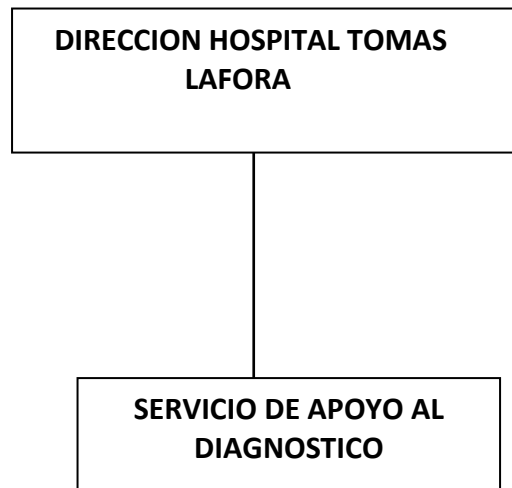 DIRECCION HOSPITAL TOMAS
LAFORA
SERVICIO DE APOYO AL
DIAGNOSTICO